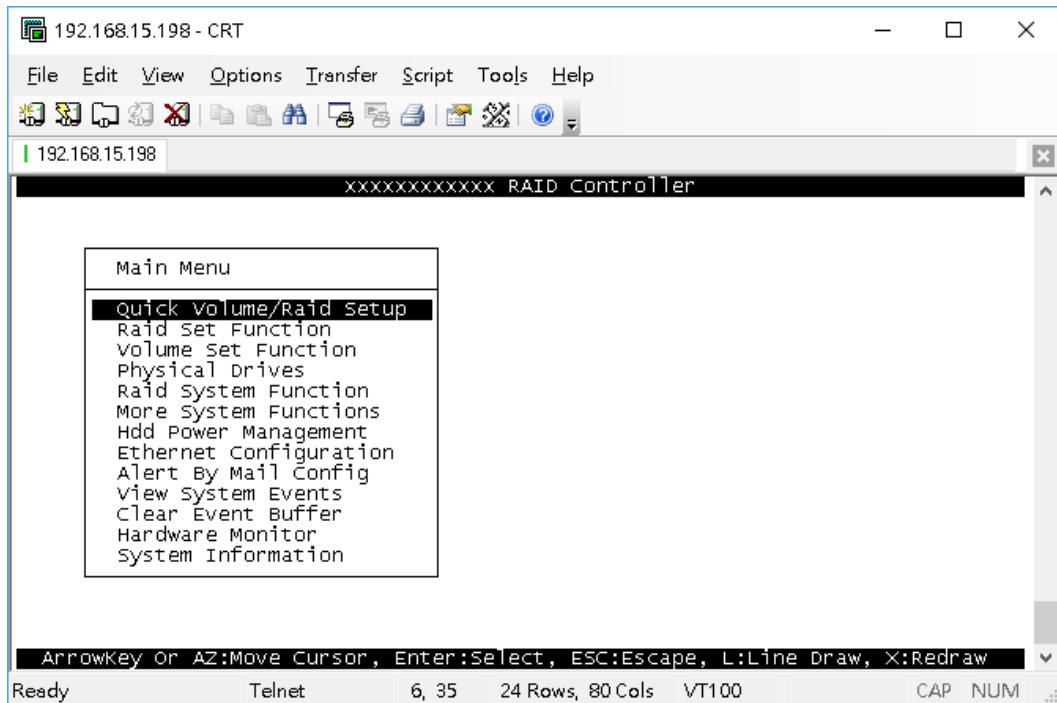 192.168.15.198 - CRT
File Edit View Options Transfer Script Tools Help
192.168.15.198
xxxxxxxxxxxx RAID Controller
Main Menu
Quick Volume/Raid Setup
Raid Set Function
Volume Set Function
Physical Drives
Raid System Function
More System Functions
Hdd Power Management
Ethernet Configuration
Alert By Mail Config
View System Events
Clear Event Buffer
Hardware Monitor
System Information
ArrowKey Or AZ:Move Cursor, Enter:Select, ESC:Escape, L:Line Draw, X:Redraw
Ready Telnet 6, 35 24 Rows, 80 Cols VT100 CAP NUM